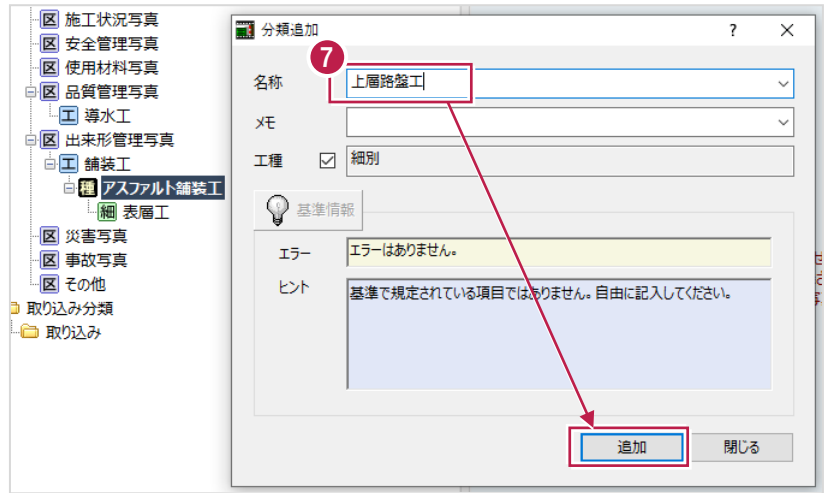 区 施工状況写真
区 安全管理写真
区 使用材料写真
区 品質管理写真
工 導水工
区 出来形管理写真
工 舗装工
種 アスファルト舗装工
細 表層工
区 災害写真
区 事故写真
区 その他
取り込み分類
取り込み
分類追加
?
7
名称
上層路盤工
メモ
工種
細別
基準情報
エラー
エラーはありません。
ヒント
基準で規定されている項目ではありません。自由に記入してください。
追加
閉じる